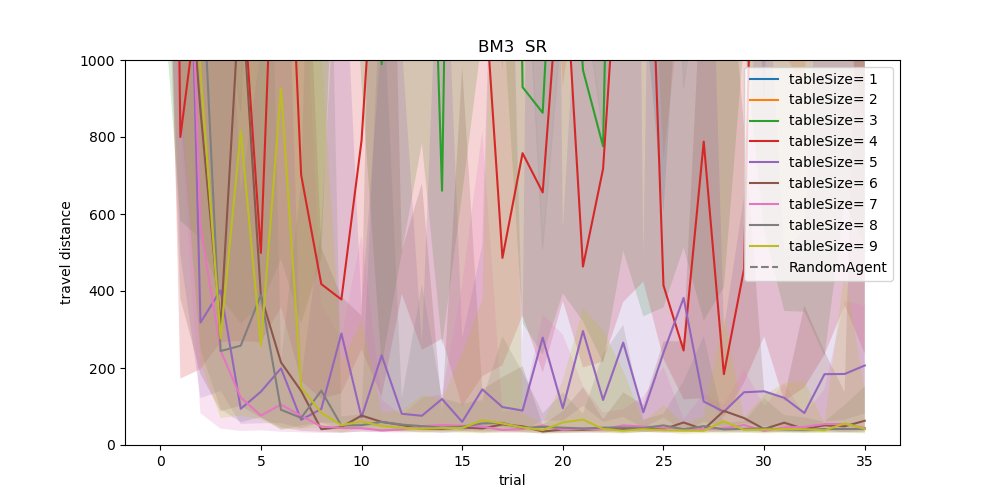 BM3  SR
1000
800
600
400
200
0
travel distance
0 5 10 15 20 25 30 35
trial
tableSize= 1
tableSize= 2
tableSize= 3
tableSize= 4
tableSize= 5
tableSize= 6
tableSize= 7
tableSize= 8
tableSize= 9
RandomAgent